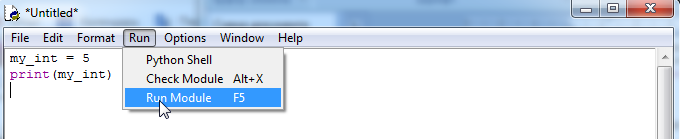 *Untitled*
File Edit Format Run Options Window Help
my_int = 5
print(my_int)
Python Shell
Check Module Alt+X
Run Module F5